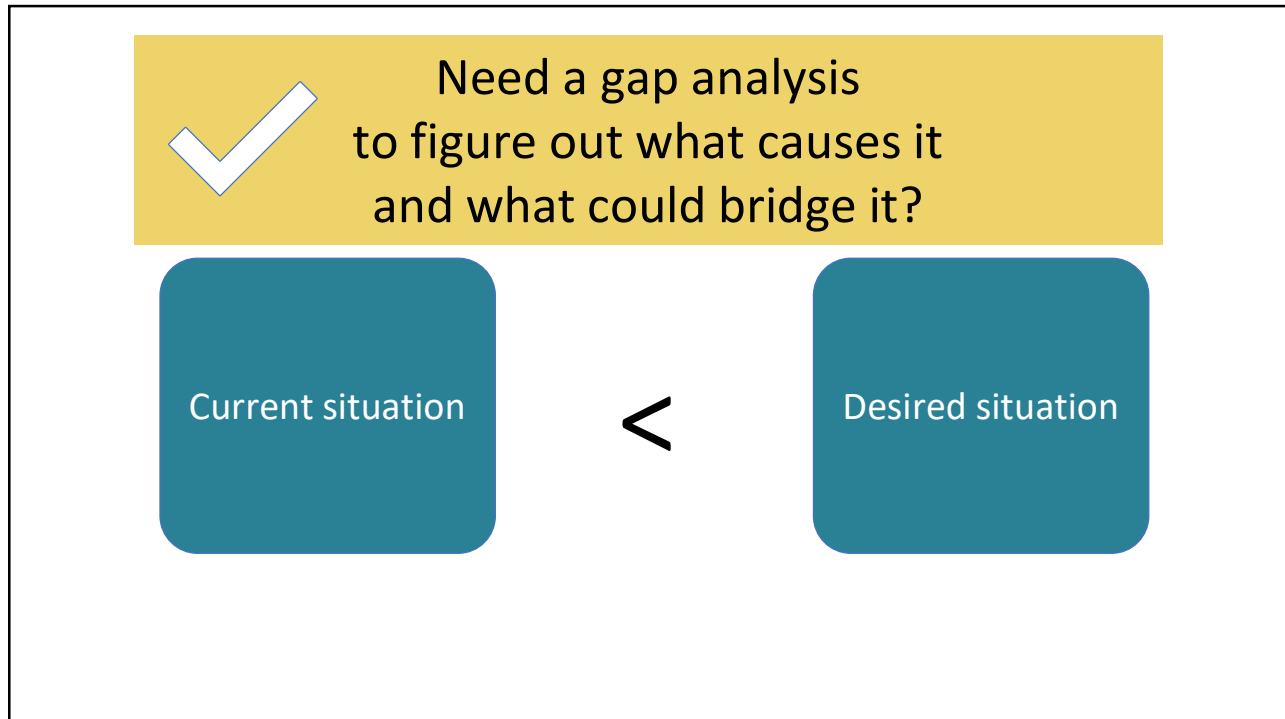 Need a gap analysis
to figure out what causes it
and what could bridge it?
Current situation
<
Desired situation